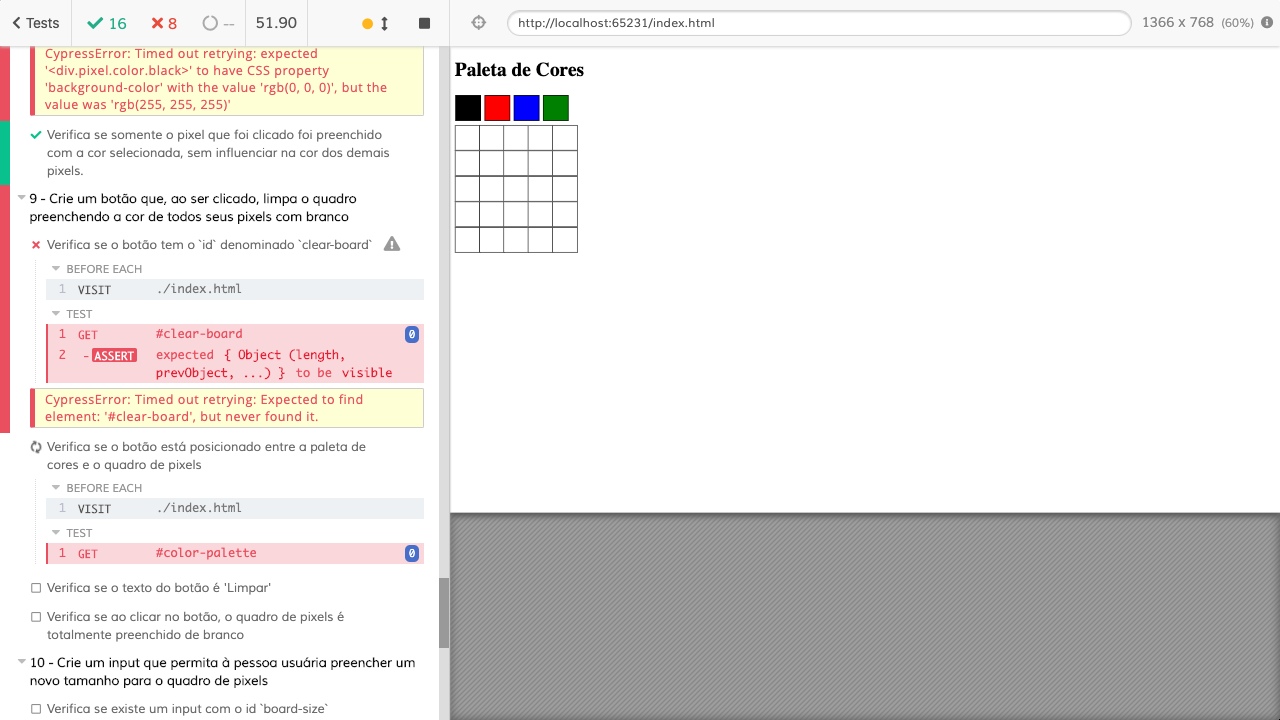 Tests
16
8
--
51.90
http://localhost:65231/index.html
1366 x 768 (60%)
CypressError: Timed out retrying: expected
'<div.pixel.color.black>' to have CSS property
'background-color' with the value 'rgb(0, 0, 0)', but the
value was 'rgb(255, 255, 255)'
Verifica se somente o pixel que foi clicado foi preenchido
com a cor selecionada, sem influenciar na cor dos demais
pixels.
9 - Crie um botão que, ao ser clicado, limpa o quadro
preenchendo a cor de todos seus pixels com branco
Verifica se o botão tem o `id` denominado `clear-board`
BEFORE EACH
1 VISIT ./index.html
TEST
1 GET #clear-board 0
2 - ASSERT expected { Object (length,
prevObject, ...) } to be visible
CypressError: Timed out retrying: Expected to find
element: '#clear-board', but never found it.
Verifica se o botão está posicionado entre a paleta de
cores e o quadro de pixels
BEFORE EACH
1 VISIT ./index.html
TEST
1 GET #color-palette 0
Verifica se o texto do botão é 'Limpar'
Verifica se ao clicar no botão, o quadro de pixels é
totalmente preenchido de branco
10 - Crie um input que permita à pessoa usuária preencher um
novo tamanho para o quadro de pixels
Verifica se existe um input com o id `board-size`
Paleta de Cores